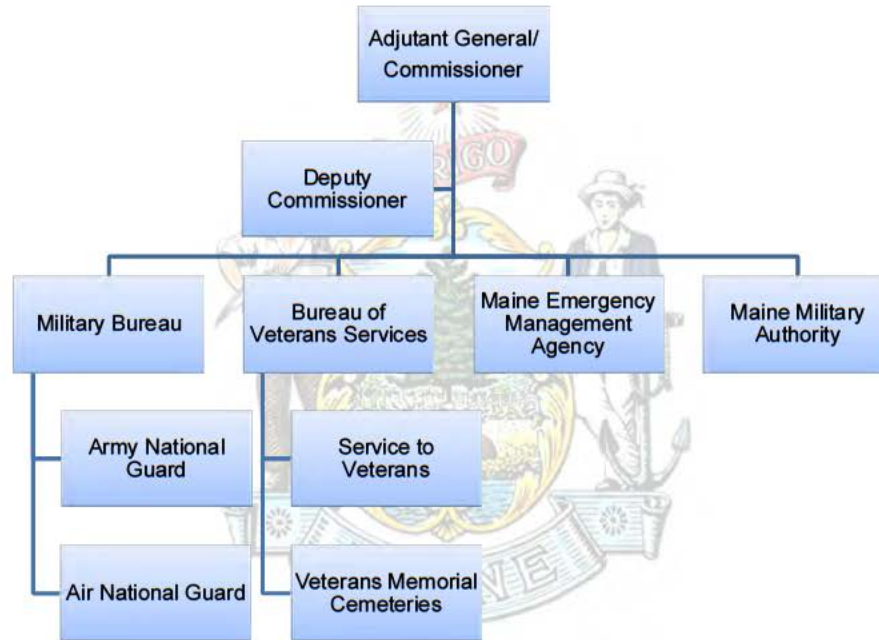 Adjutant General/
Commissioner
Deputy
Commissioner
Military Bureau
Bureau of
Veterans Services
Maine Emergency
Management
Agency
Maine Military
Authority
Army National
Guard
Service to
Veterans
Air National Guard
Veterans Memorial
Cemeteries